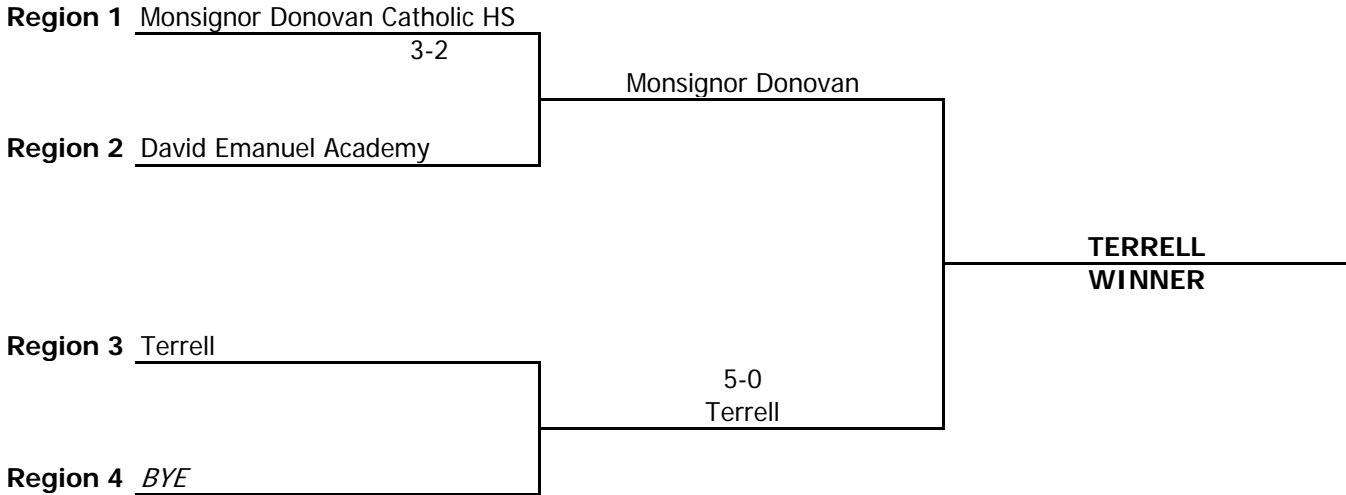 Region 1 Monsignor Donovan Catholic HS
3-2
Monsignor Donovan
Region 2 David Emanuel Academy
TERRELL
WINNER
Region 3 Terrell
5-0
Terrell
Region 4 BYE